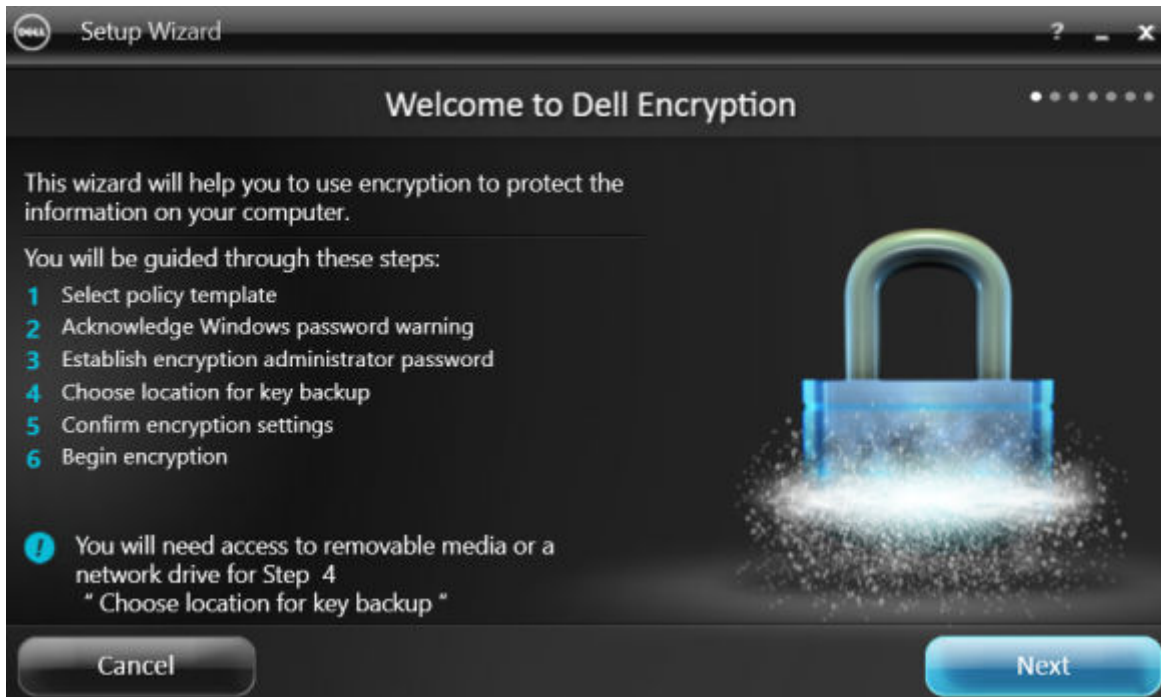 DELL Setup Wizard ? _ x
Welcome to Dell Encryption
This wizard will help you to use encryption to protect the
information on your computer.
You will be guided through these steps:
1 Select policy template
2 Acknowledge Windows password warning
3 Establish encryption administrator password
4 Choose location for key backup
5 Confirm encryption settings
6 Begin encryption
! You will need access to removable media or a
network drive for Step 4
" Choose location for key backup "
Cancel Next